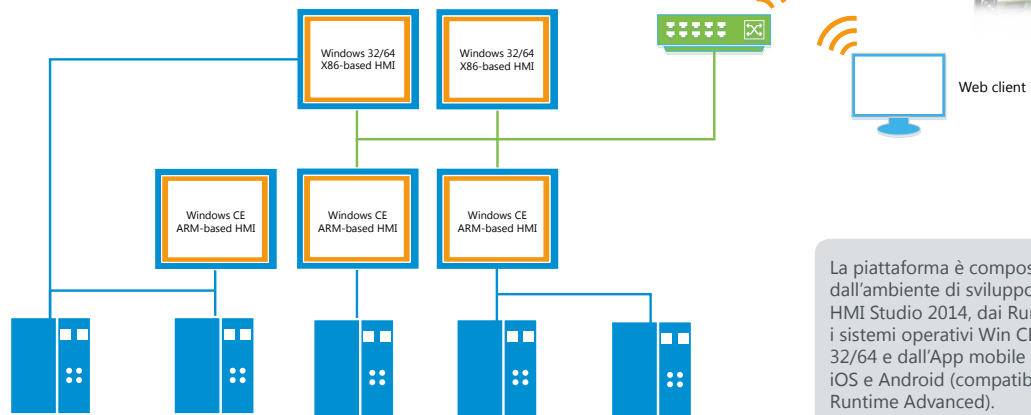 Windows 32/64
X86-based HMI
Windows 32/64
X86-based HMI
Web client
Windows CE
ARM-based HMI
Windows CE
ARM-based HMI
Windows CE
ARM-based HMI
La piattaforma è compos
dall'ambiente di sviluppo
HMI Studio 2014, dai Ru
i sistemi operativi Win C
32/64 e dall'App mobile
iOS e Android (compatib
Runtime Advanced).